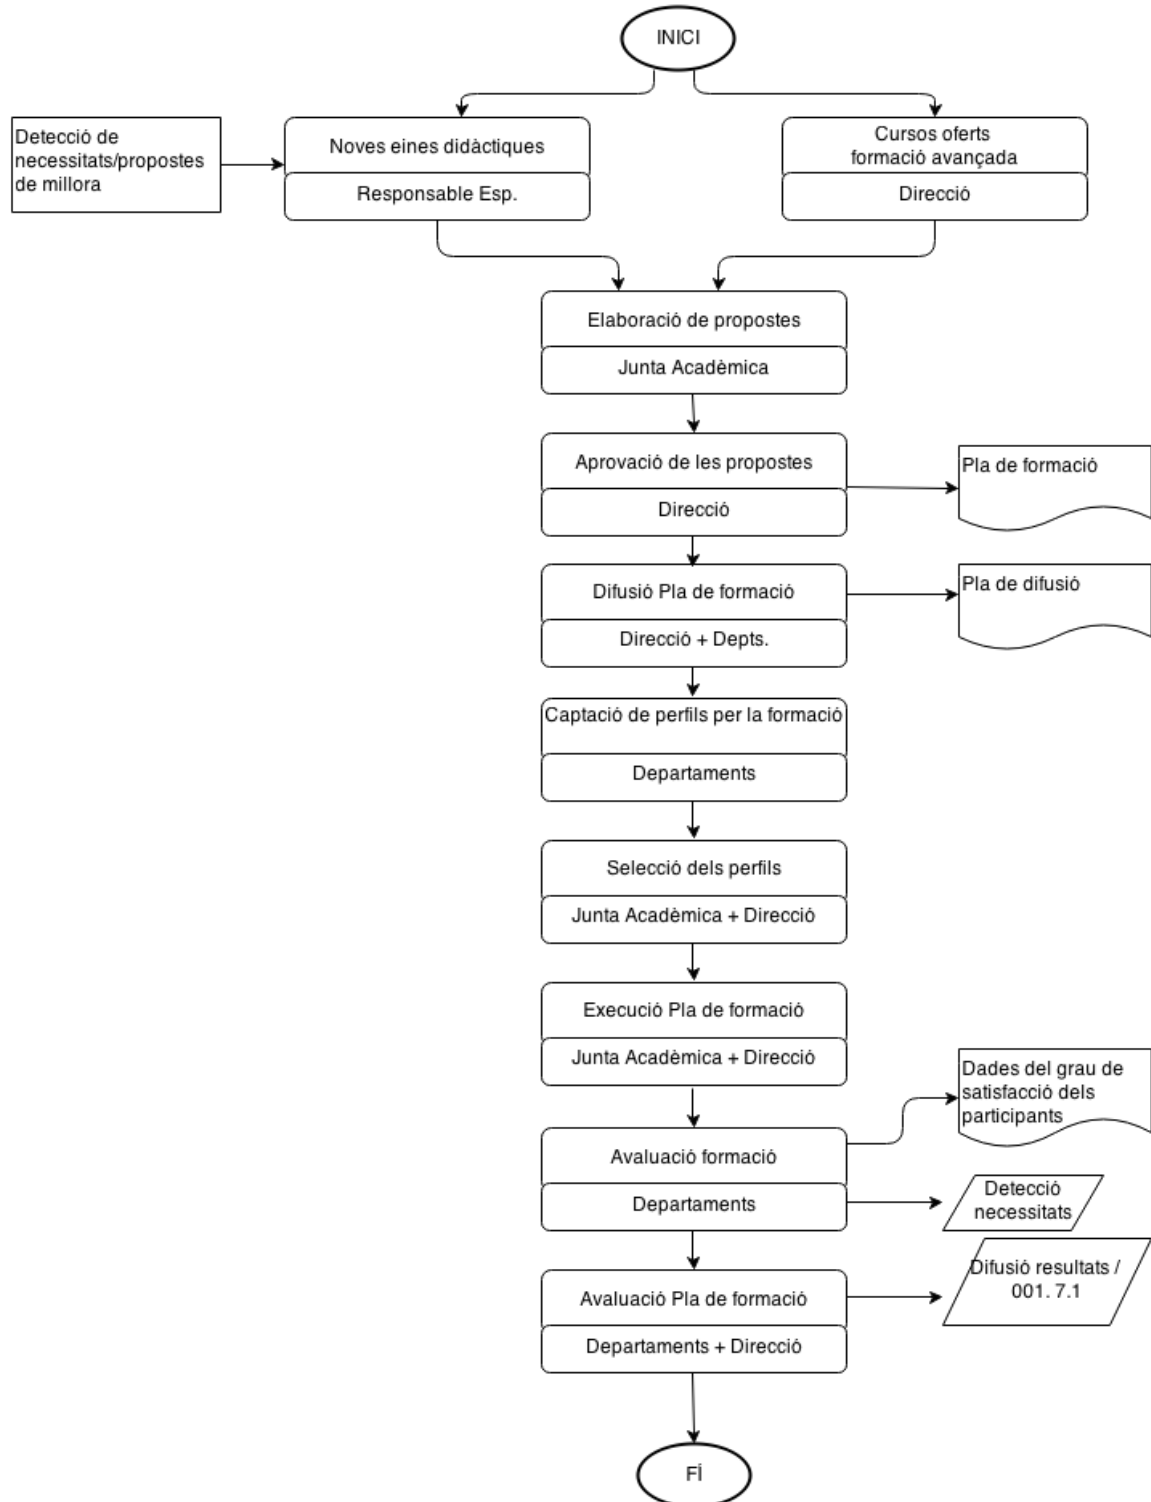 INICI
Detecció de
necessitats/propostes
de millora
Noves eines didàctiques
Responsable Esp.
Cursos oferts
formació avançada
Direcció
Elaboració de propostes
Junta Acadèmica
Aprovació de les propostes
Direcció
Pla de formació
Difusió Pla de formació
Direcció + Depts.
Pla de difusió
Captació de perfils per la formació
Departaments
Selecció dels perfils
Junta Acadèmica + Direcció
Execució Pla de formació
Junta Acadèmica + Direcció
Dades del grau de
satisfacció dels
participants
Avaluació formació
Departaments
Detecció
necessitats
Avaluació Pla de formació
Departaments + Direcció
Difusió resultats /
001. 7.1
FÍ